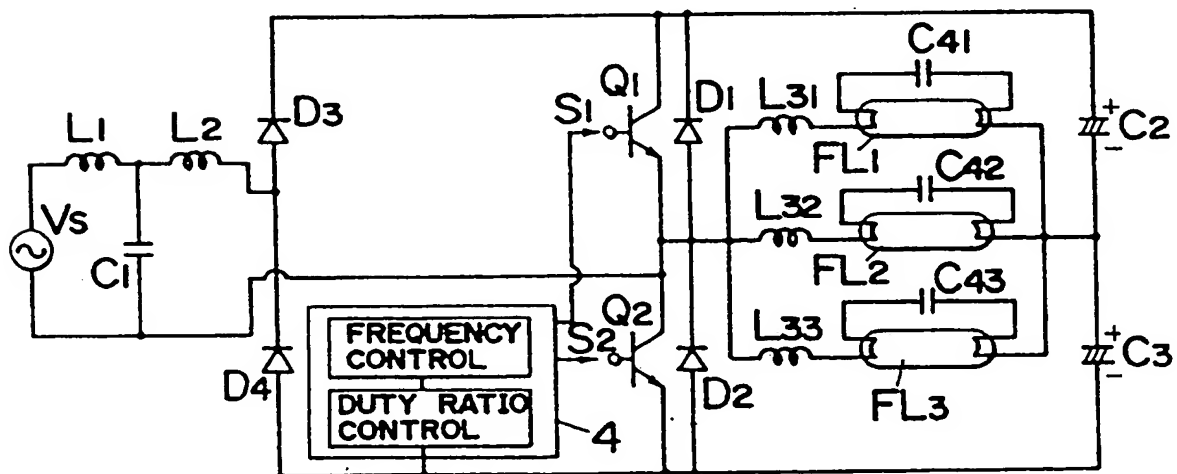 C41
Q1
D3
S1
D1
L31
L1
L2
C2
+
-
FL1
Vs
C42
L32
C1
FL2
C43
Q2
FREQUENCY
CONTROL
S2
L33
+
-
C3
D4
D2
FL3
DUTY RATIO
CONTROL
4